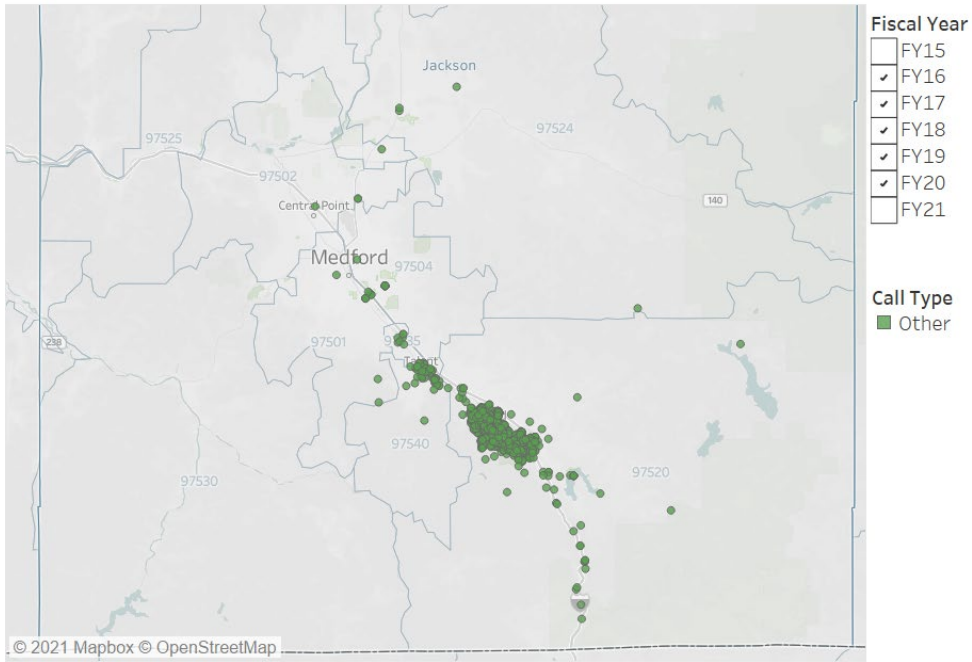 Jackson
97524
97525
97502
140
Central Point
Medford
97504
238
97501
Talent
97540
97520
97530
© 2021 Mapbox © OpenStreetMap
Fiscal Year
FY15
FY16
FY17
FY18
FY19
FY20
FY21
Call Type
Other